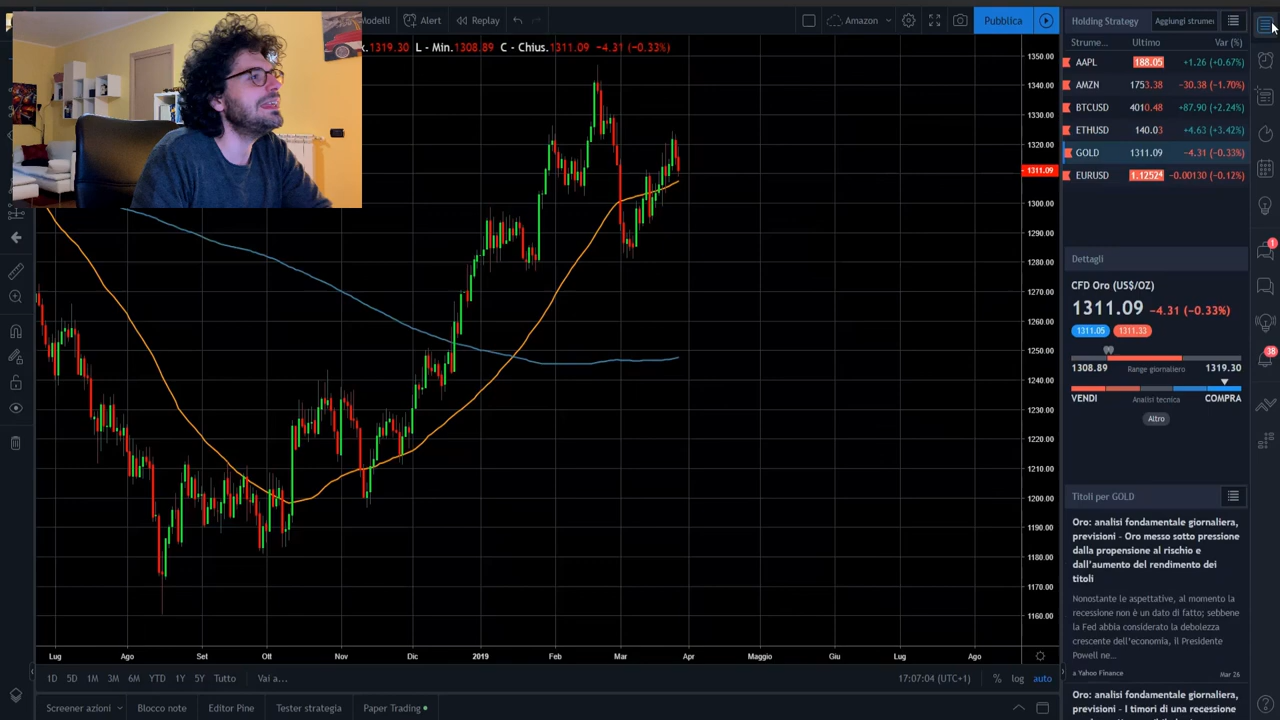 Modelli
Alert
Replay
Amazon
Pubblica
x.1319.30 L - Min.1308.89 C - Chius.1311.09 -4.31 (-0.33%)
1350.00
1340.00
1330.00
1320.00
1311.09
1300.00
1290.00
1280.00
1270.00
1260.00
1250.00
1240.00
1230.00
1220.00
1210.00
1200.00
1190.00
1180.00
1170.00
1160.00
Lug Ago Set Ott Nov Dic 2019 Feb Mar Apr Maggio Giu Lug Ago
1D 5D 1M 3M 6M YTD 1Y 5Y Tutto Vai a...
17:07:04 (UTC+1) % log auto
Screener azioni Blocco note Editor Pine Tester strategia Paper Trading
Holding Strategy Aggiungi strumen
Strume... Ultimo Var (%)
AAPL 188.05 +1.26 (+0.67%)
AMZN 1753.38 -30.38 (-1.70%)
BTCUSD 4010.48 +87.90 (+2.24%)
ETHUSD 140.03 +4.63 (+3.42%)
GOLD 1311.09 -4.31 (-0.33%)
EURUSD 1.12524 -0.00130 (-0.12%)
Dettagli
CFD Oro (US$/OZ)
1311.09 -4.31 (-0.33%)
1311.05 1311.33
1308.89 Range giornaliero 1319.30
VENDI Analisi tecnica COMPRA
Altro
Titoli per GOLD
Oro: analisi fondamentale giornaliera,
previsioni - Oro messo sotto pressione
dalla propensione al rischio e
dall'aumento del rendimento dei
titoli
Nonostante le aspettative, al momento la
recessione non è un dato di fatto; sebbene
la Fed abbia considerato la debolezza
crescente dell'economia, il Presidente
Powell ne...
a Yahoo Finance Mar 26
Oro: analisi fondamentale giornaliera,
previsioni - I timori di una recessione
1
38